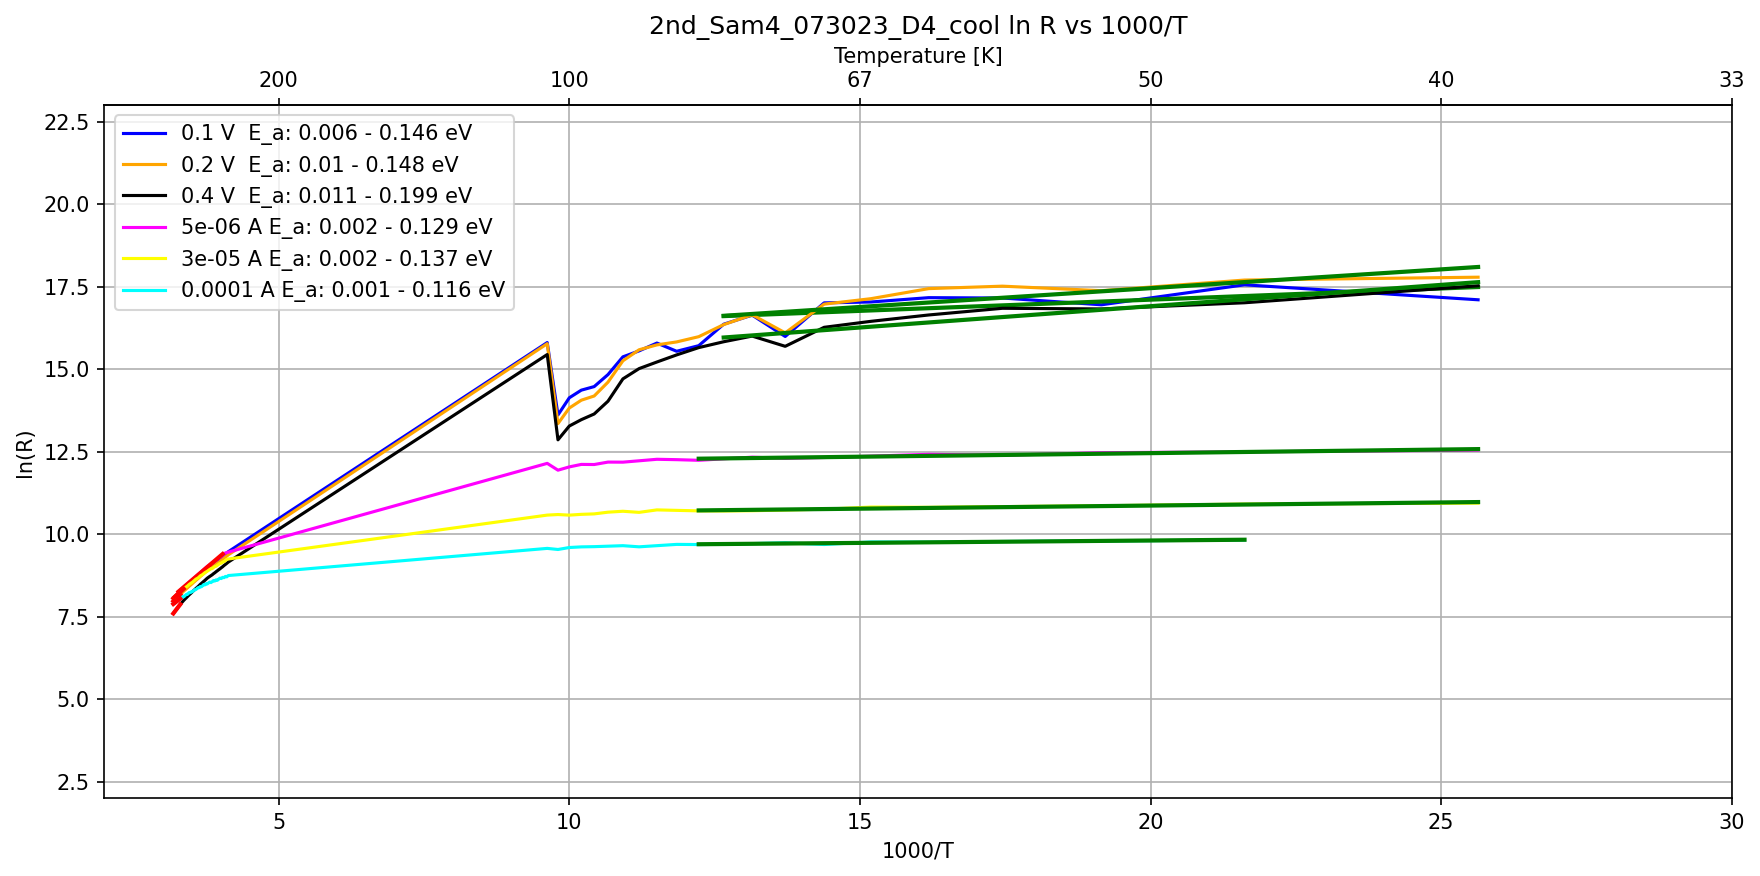 2nd_Sam4_073023_D4_cool ln R vs 1000/T
Temperature [K]
200 100 67 50 40 33
22.5
20.0
17.5
15.0
12.5
10.0
7.5
5.0
2.5
ln(R)
0.1 V  E_a: 0.006 - 0.146 eV
0.2 V  E_a: 0.01 - 0.148 eV
0.4 V  E_a: 0.011 - 0.199 eV
5e-06 A E_a: 0.002 - 0.129 eV
3e-05 A E_a: 0.002 - 0.137 eV
0.0001 A E_a: 0.001 - 0.116 eV
5 10 15 20 25 30
1000/T